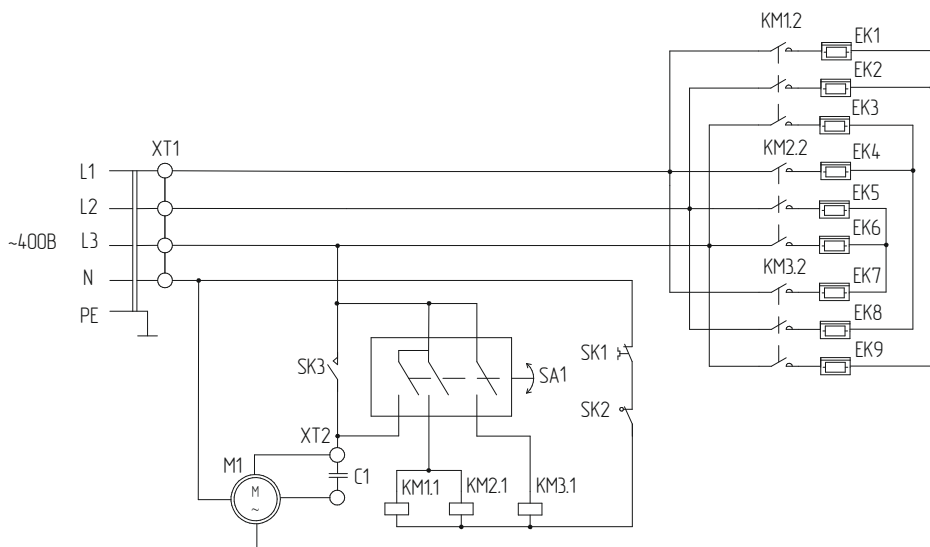 KM1.2
EK1
EK2
EK3
XT1
KM2.2
EK4
L1
EK5
L2
EK6
~400В
L3
KM3.2
N
EK7
PE
EK8
SK1
EK9
SK3
SA1
SK2
XT2
M1
C1
M
~
KM1.1
KM2.1
KM3.1